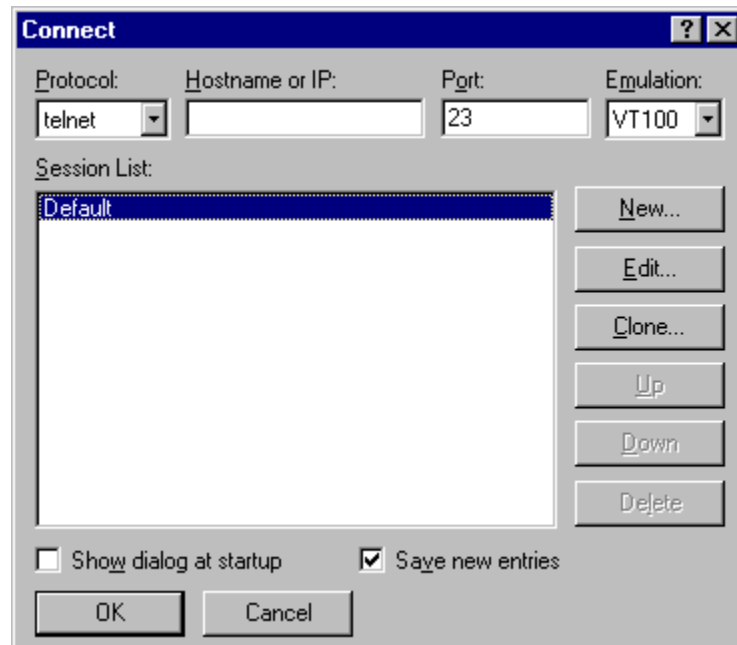 Connect
Protocol: Hostname or IP: Port: Emulation:
telnet 23 VT100
Session List:
Default
New...
Edit...
Clone...
Up
Down
Delete
Show dialog at startup Save new entries
OK Cancel